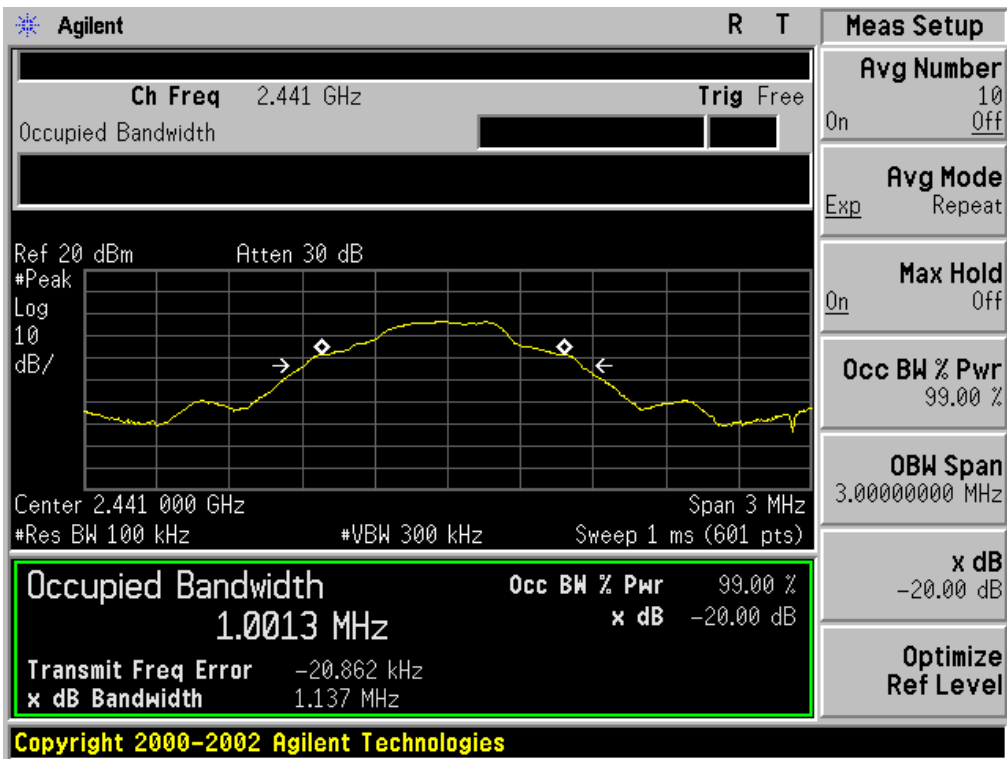 Agilent R T
Ch Freq 2.441 GHz Trig Free
Occupied Bandwidth
Ref 20 dBm Atten 30 dB
#Peak
Log
10
dB/
Center 2.441 000 GHz Span 3 MHz
#Res BW 100 kHz #VBW 300 kHz Sweep 1 ms (601 pts)
Occupied Bandwidth Occ BW % Pwr 99.00 %
1.0013 MHz x dB -20.00 dB
Transmit Freq Error -20.862 kHz
x dB Bandwidth 1.137 MHz
Copyright 2000-2002 Agilent Technologies
Meas Setup
Avg Number
10
On Off
Avg Mode
Exp Repeat
Max Hold
On Off
Occ BW % Pwr
99.00 %
OBW Span
3.00000000 MHz
x dB
-20.00 dB
Optimize
Ref Level